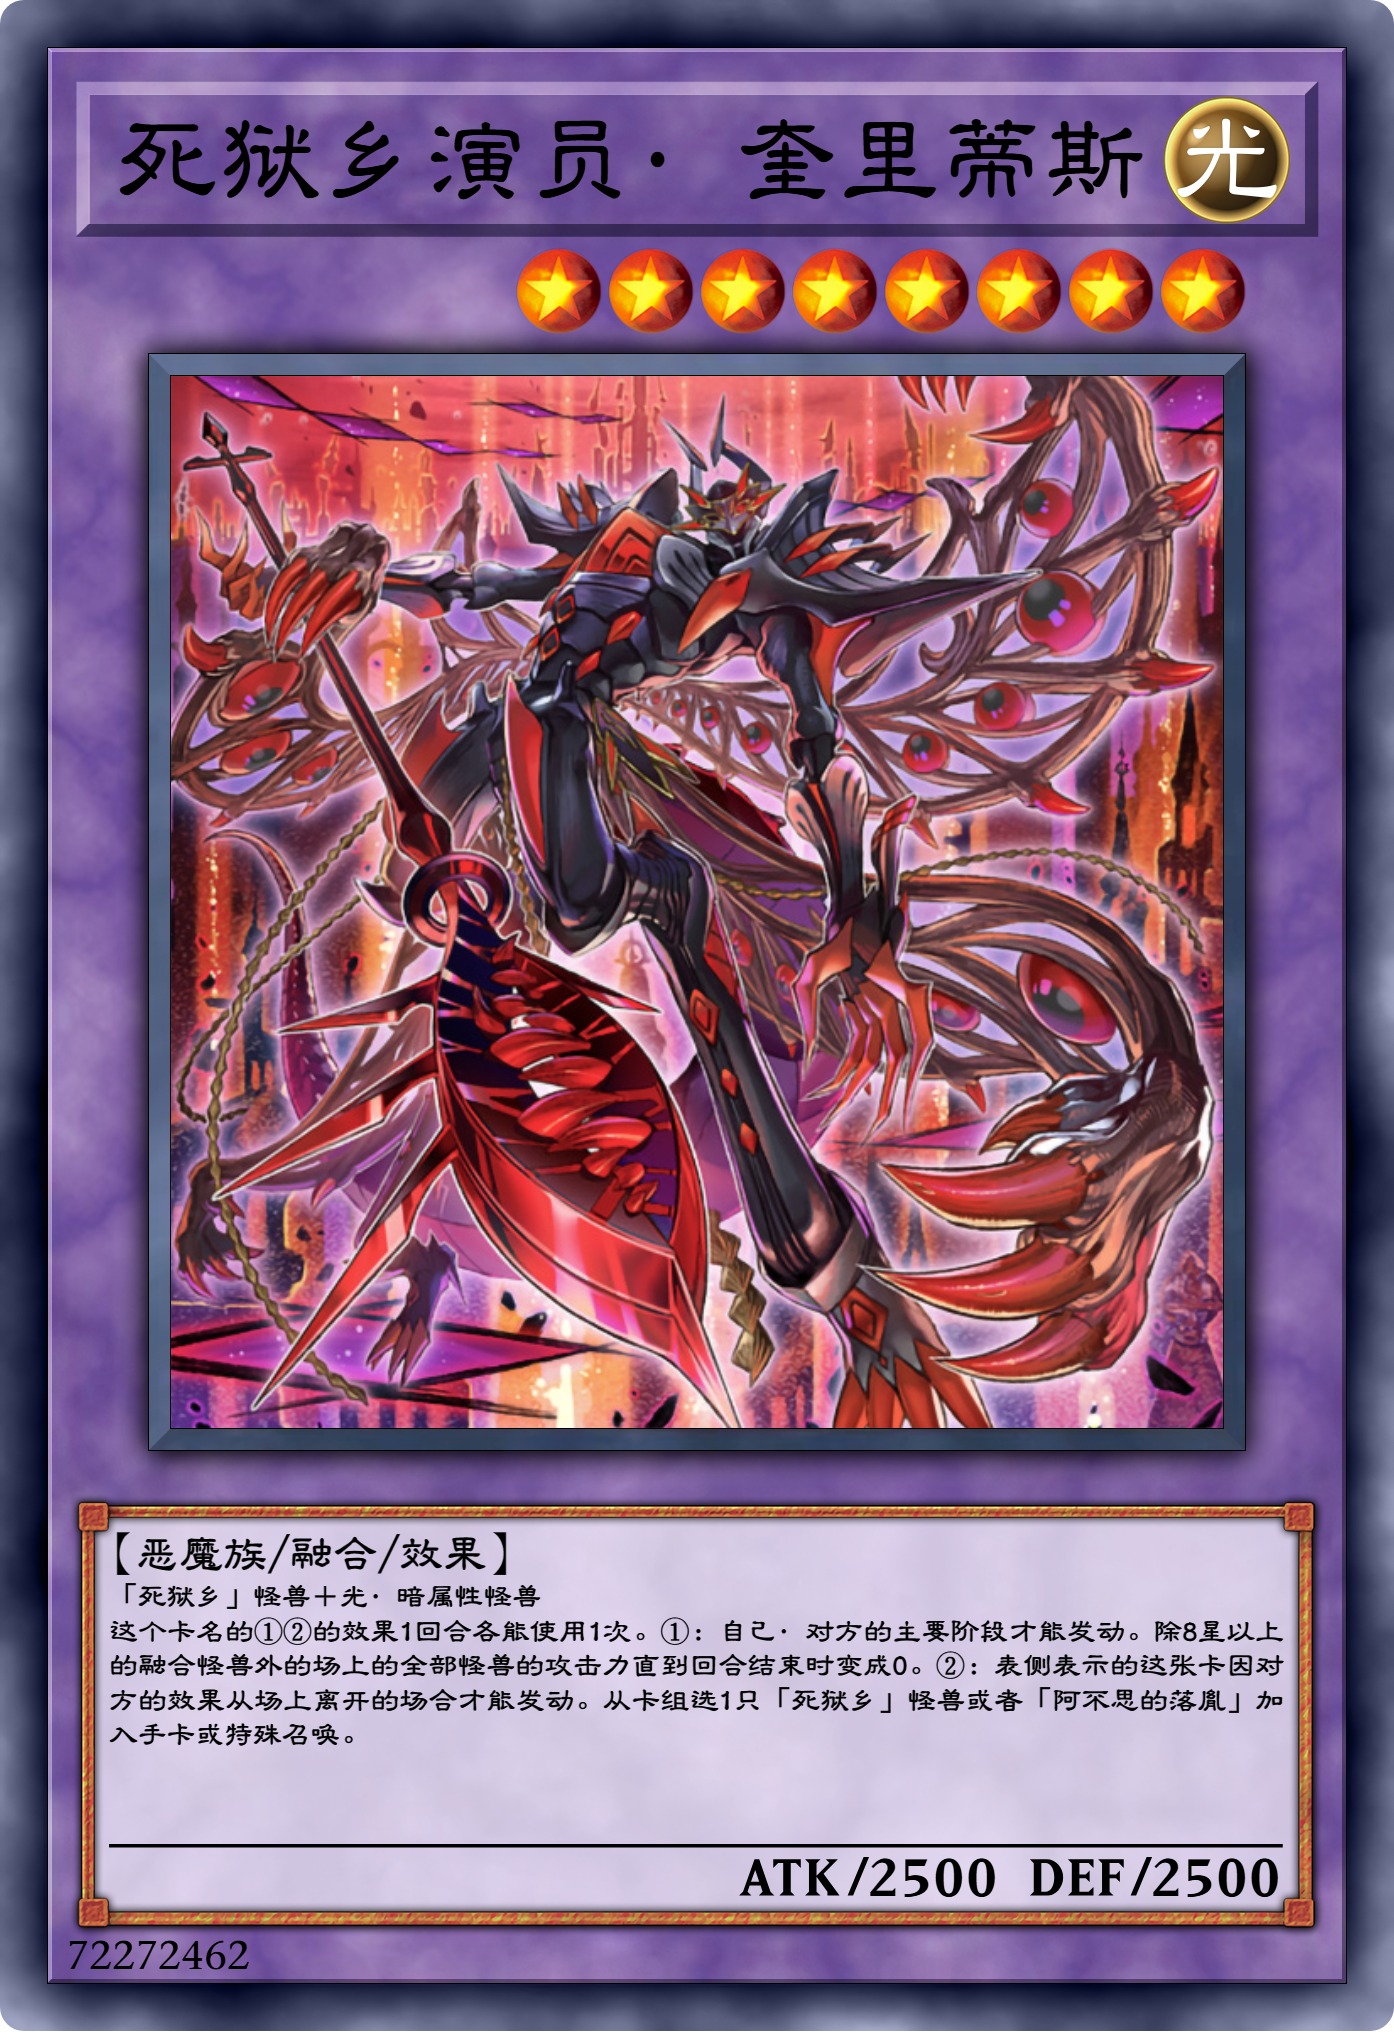 死狱乡演员·奎里蒂斯 光
【恶魔族/融合/效果】
「死狱乡」怪兽＋光·暗属性怪兽
这个卡名的①②的效果1回合各能使用1次。①：自己·对方的主要阶段才能发动。除8星以上
的融合怪兽外的场上的全部怪兽的攻击力直到回合结束时变成0。②：表侧表示的这张卡因对
方的效果从场上离开的场合才能发动。从卡组选1只「死狱乡」怪兽或者「阿不思的落胤」加
入手卡或特殊召唤。
ATK/2500 DEF/2500
72272462